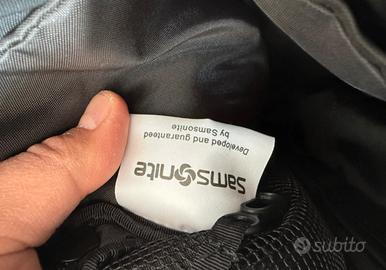 Samsonite
Developed and guaranteed
by Samsonite
subito